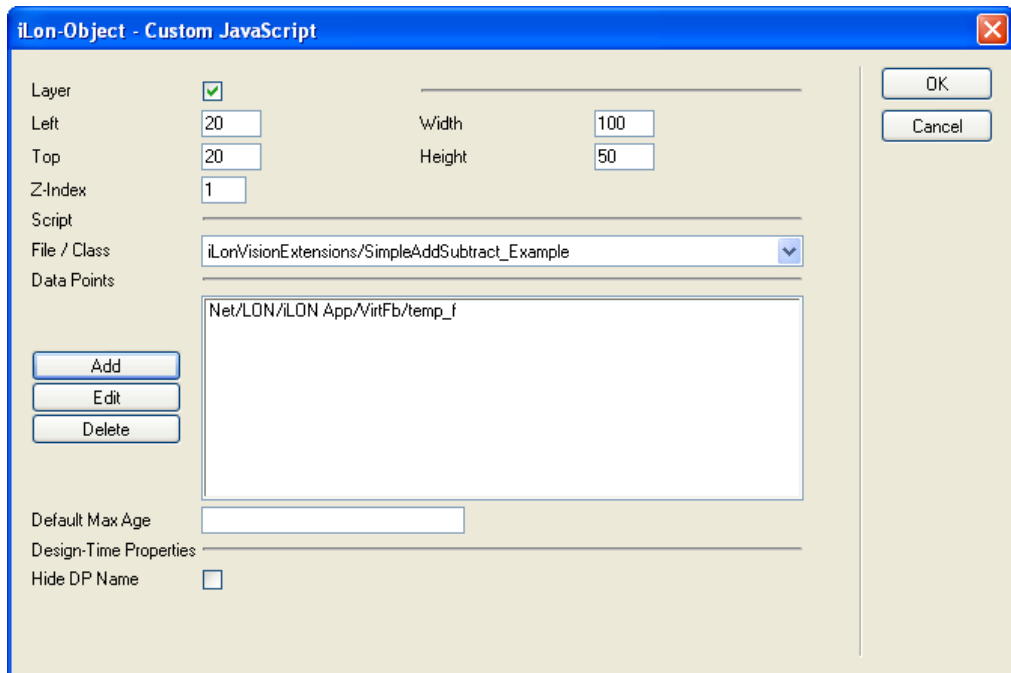 iLon-Object - Custom JavaScript
Layer
OK
Left 20 Width 100
Cancel
Top 20 Height 50
Z-Index 1
Script
File / Class iLonVisionExtensions/SimpleAddSubtract_Example
Data Points
Net/LON/iLON App/VirtFb/temp_f
Add
Edit
Delete
Default Max Age
Design-Time Properties
Hide DP Name